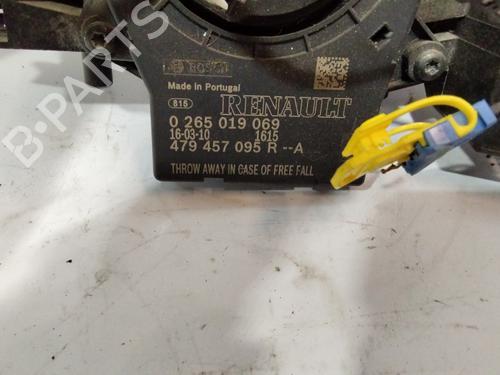 BOSCH
Made in Portugal
816 RENAULT
0 265 019 069
16-03-10 1615
479 457 095 R --A
THROW AWAY IN CASE OF FREE FALL
B-PARTS